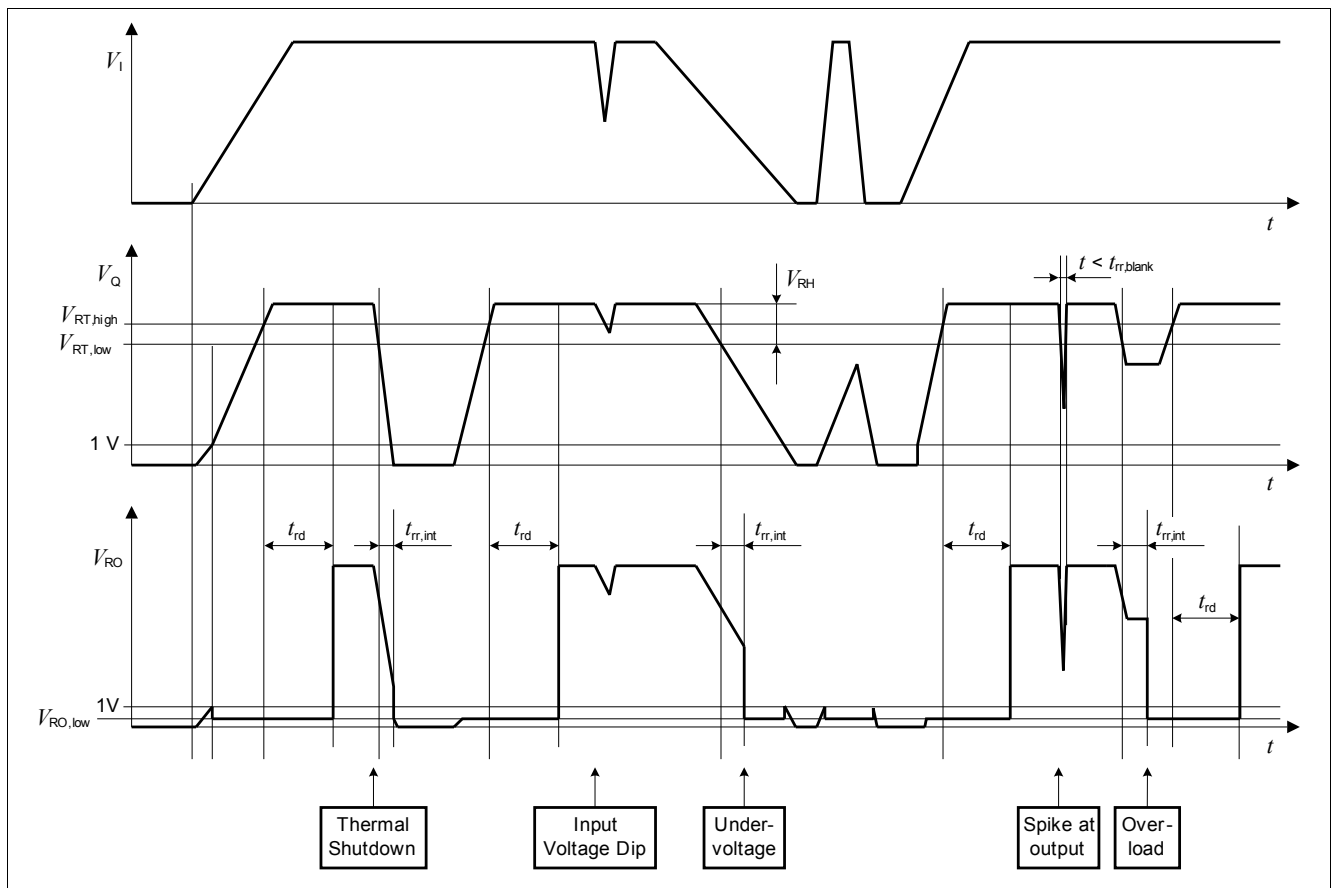 V_I
t
V_Q
V_RH
t < t_rr,blank
V_RT,high
V_RT,low
1 V
t
t_rd
t_rr,int
t_rd
t_rr,int
t_rd
t_rr,int
V_RO
t_rd
1V
V_RO,low
t
Thermal
Shutdown
Input
Voltage Dip
Under-
voltage
Spike at
output
Over-
load